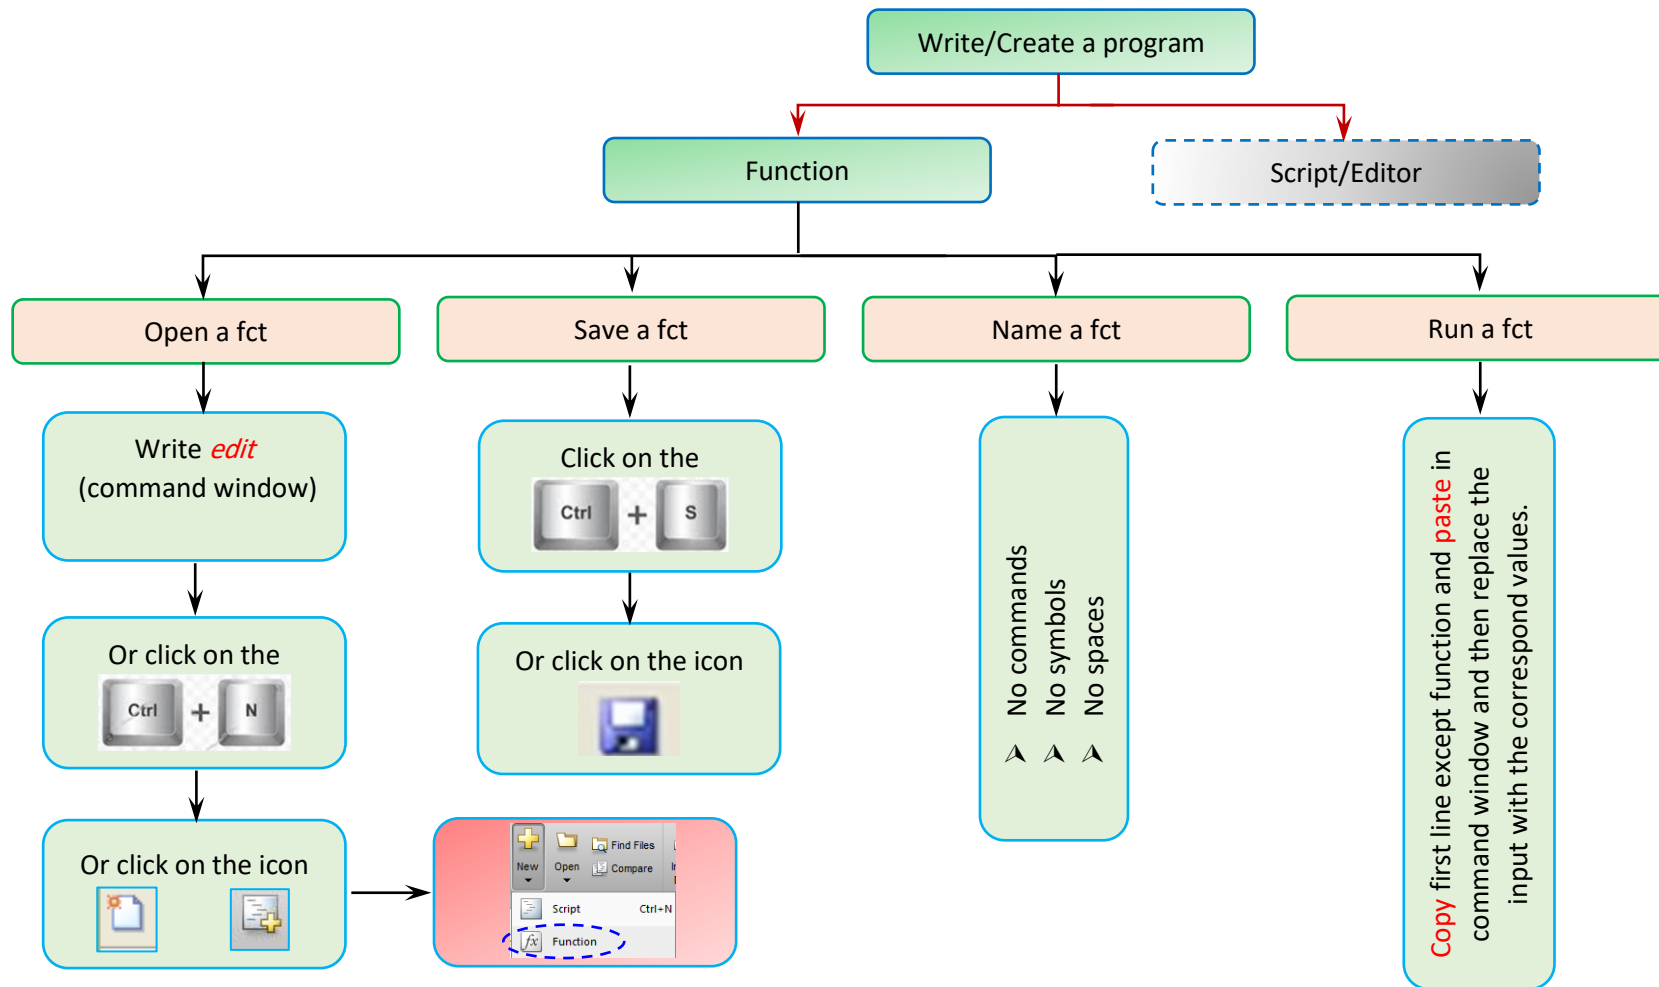 Write/Create a program
Function
Script/Editor
Open a fct
Save a fct
Name a fct
Run a fct
Write edit
(command window)
Or click on the
Ctrl + N
Or click on the icon
New
Open
Find Files
Compare
Script Ctrl+N
fx Function
Click on the
Ctrl + S
Or click on the icon
No commands
No symbols
No spaces
Copy first line except function and paste in
command window and then replace the
input with the correspond values.